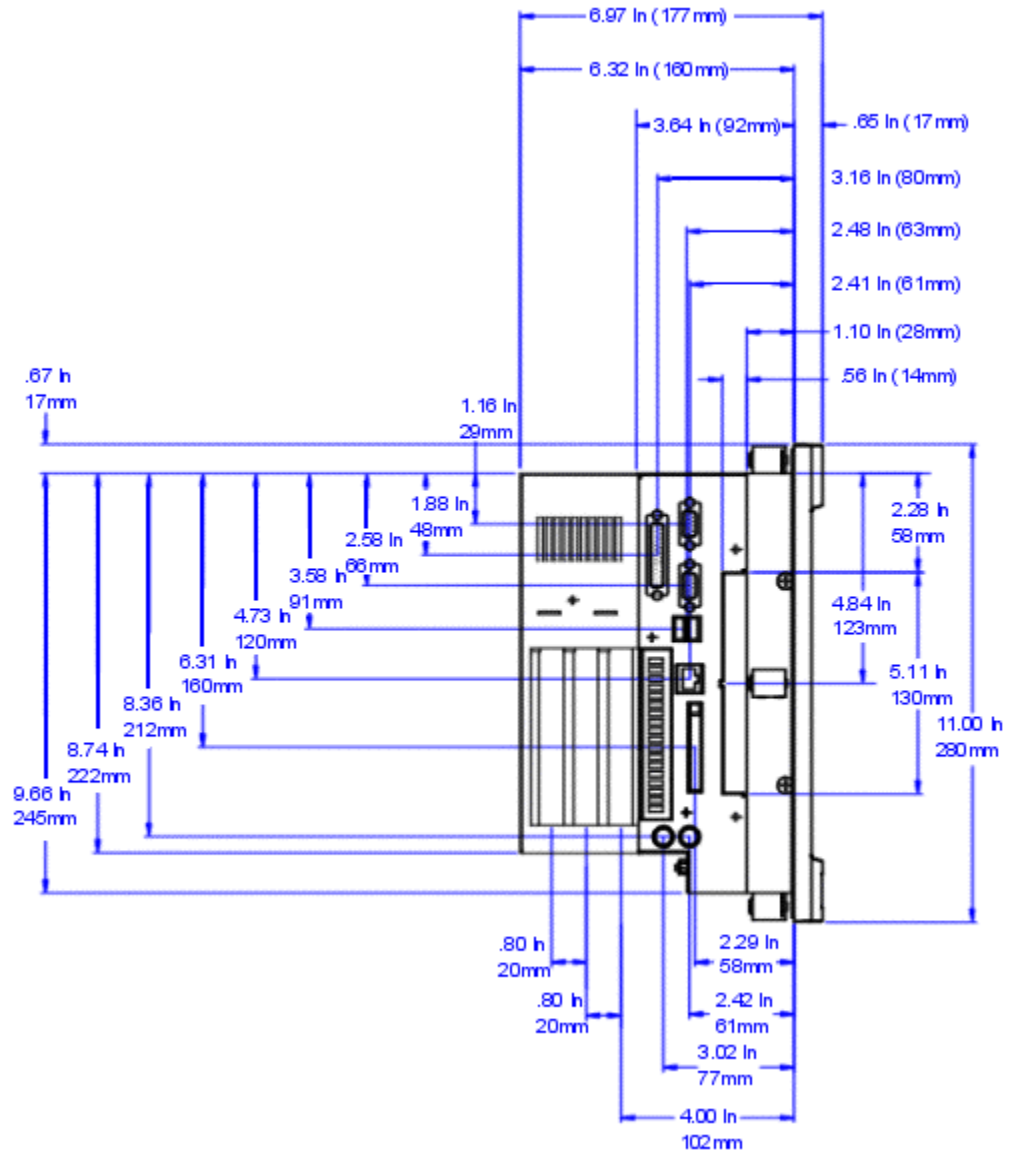 6.97 In (177mm)
6.32 In (160mm)
3.64 In (92mm)
.65 In (17mm)
3.16 In (80mm)
2.48 In (63mm)
2.41 In (61mm)
1.10 In (28mm)
.56 In (14mm)
.67 In
17mm
1.16 In
29mm
1.88 In
48mm
2.58 In
66mm
3.58 In
91mm
4.73 In
120mm
6.31 In
160mm
8.36 In
212mm
8.74 In
222mm
9.66 In
245mm
2.28 In
58mm
4.84 In
123mm
5.11 In
130mm
11.00 In
280mm
.80 In
20mm
.80 In
20mm
2.29 In
58mm
2.42 In
61mm
3.02 In
77mm
4.00 In
102mm